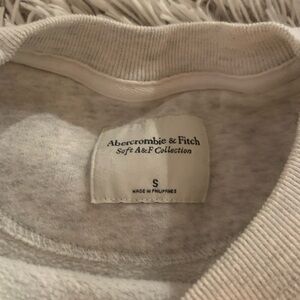 Abercrombie & Fitch
Soft A&F Collection
S
MADE IN PHILIPPINES